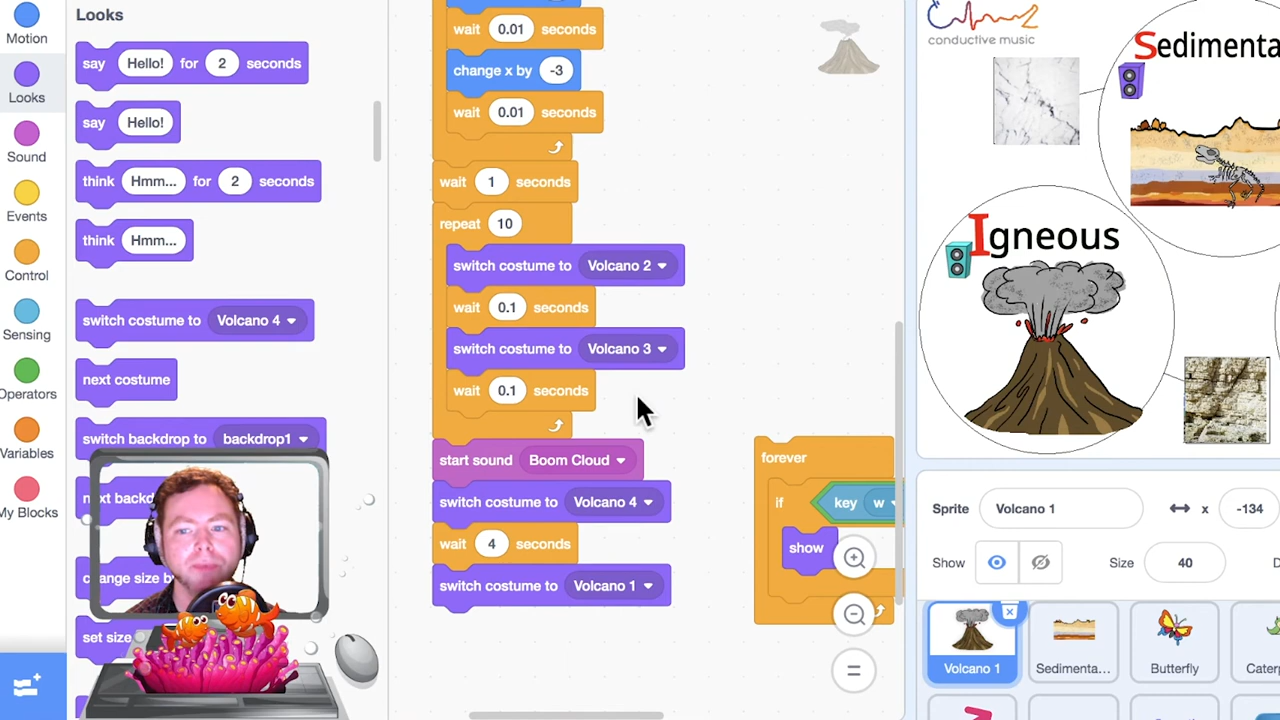 Motion
Looks
Sound
Events
Control
Sensing
Operators
Variables
My Blocks
Looks
say Hello! for 2 seconds
say Hello!
think Hmm... for 2 seconds
think Hmm...
switch costume to Volcano 4
next costume
switch backdrop to backdrop1
next backd
change size by
set size
wait 0.01 seconds
change x by -3
wait 0.01 seconds
wait 1 seconds
repeat 10
switch costume to Volcano 2
wait 0.1 seconds
switch costume to Volcano 3
wait 0.1 seconds
start sound Boom Cloud
switch costume to Volcano 4
wait 4 seconds
switch costume to Volcano 1
forever
if key w
show
conductive music
Sedimenta
Igneous
Sprite Volcano 1 x -134
Show Size 40 D
Volcano 1
Sedimenta...
Butterfly
Cater